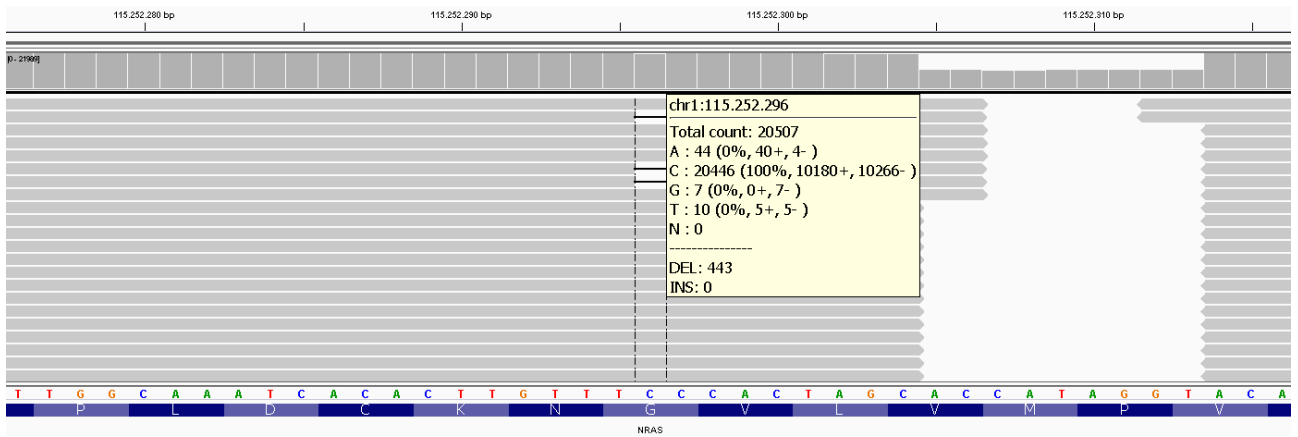 115.252.280 bp 115.252.290 bp 115.252.300 bp 115.252.310 bp
[0 - 21989]
chr1:115.252.296
Total count: 20507
A : 44 (0%, 40+, 4- )
C : 20446 (100%, 10180+, 10266- )
G : 7 (0%, 0+, 7- )
T : 10 (0%, 5+, 5- )
N : 0
---------------
DEL: 443
INS: 0
T T G G C A A A T C A C A C T T G T T T C C C A C T A G C A C C A T A G G T A C A
P L D C K N G V L V M P V
NRAS